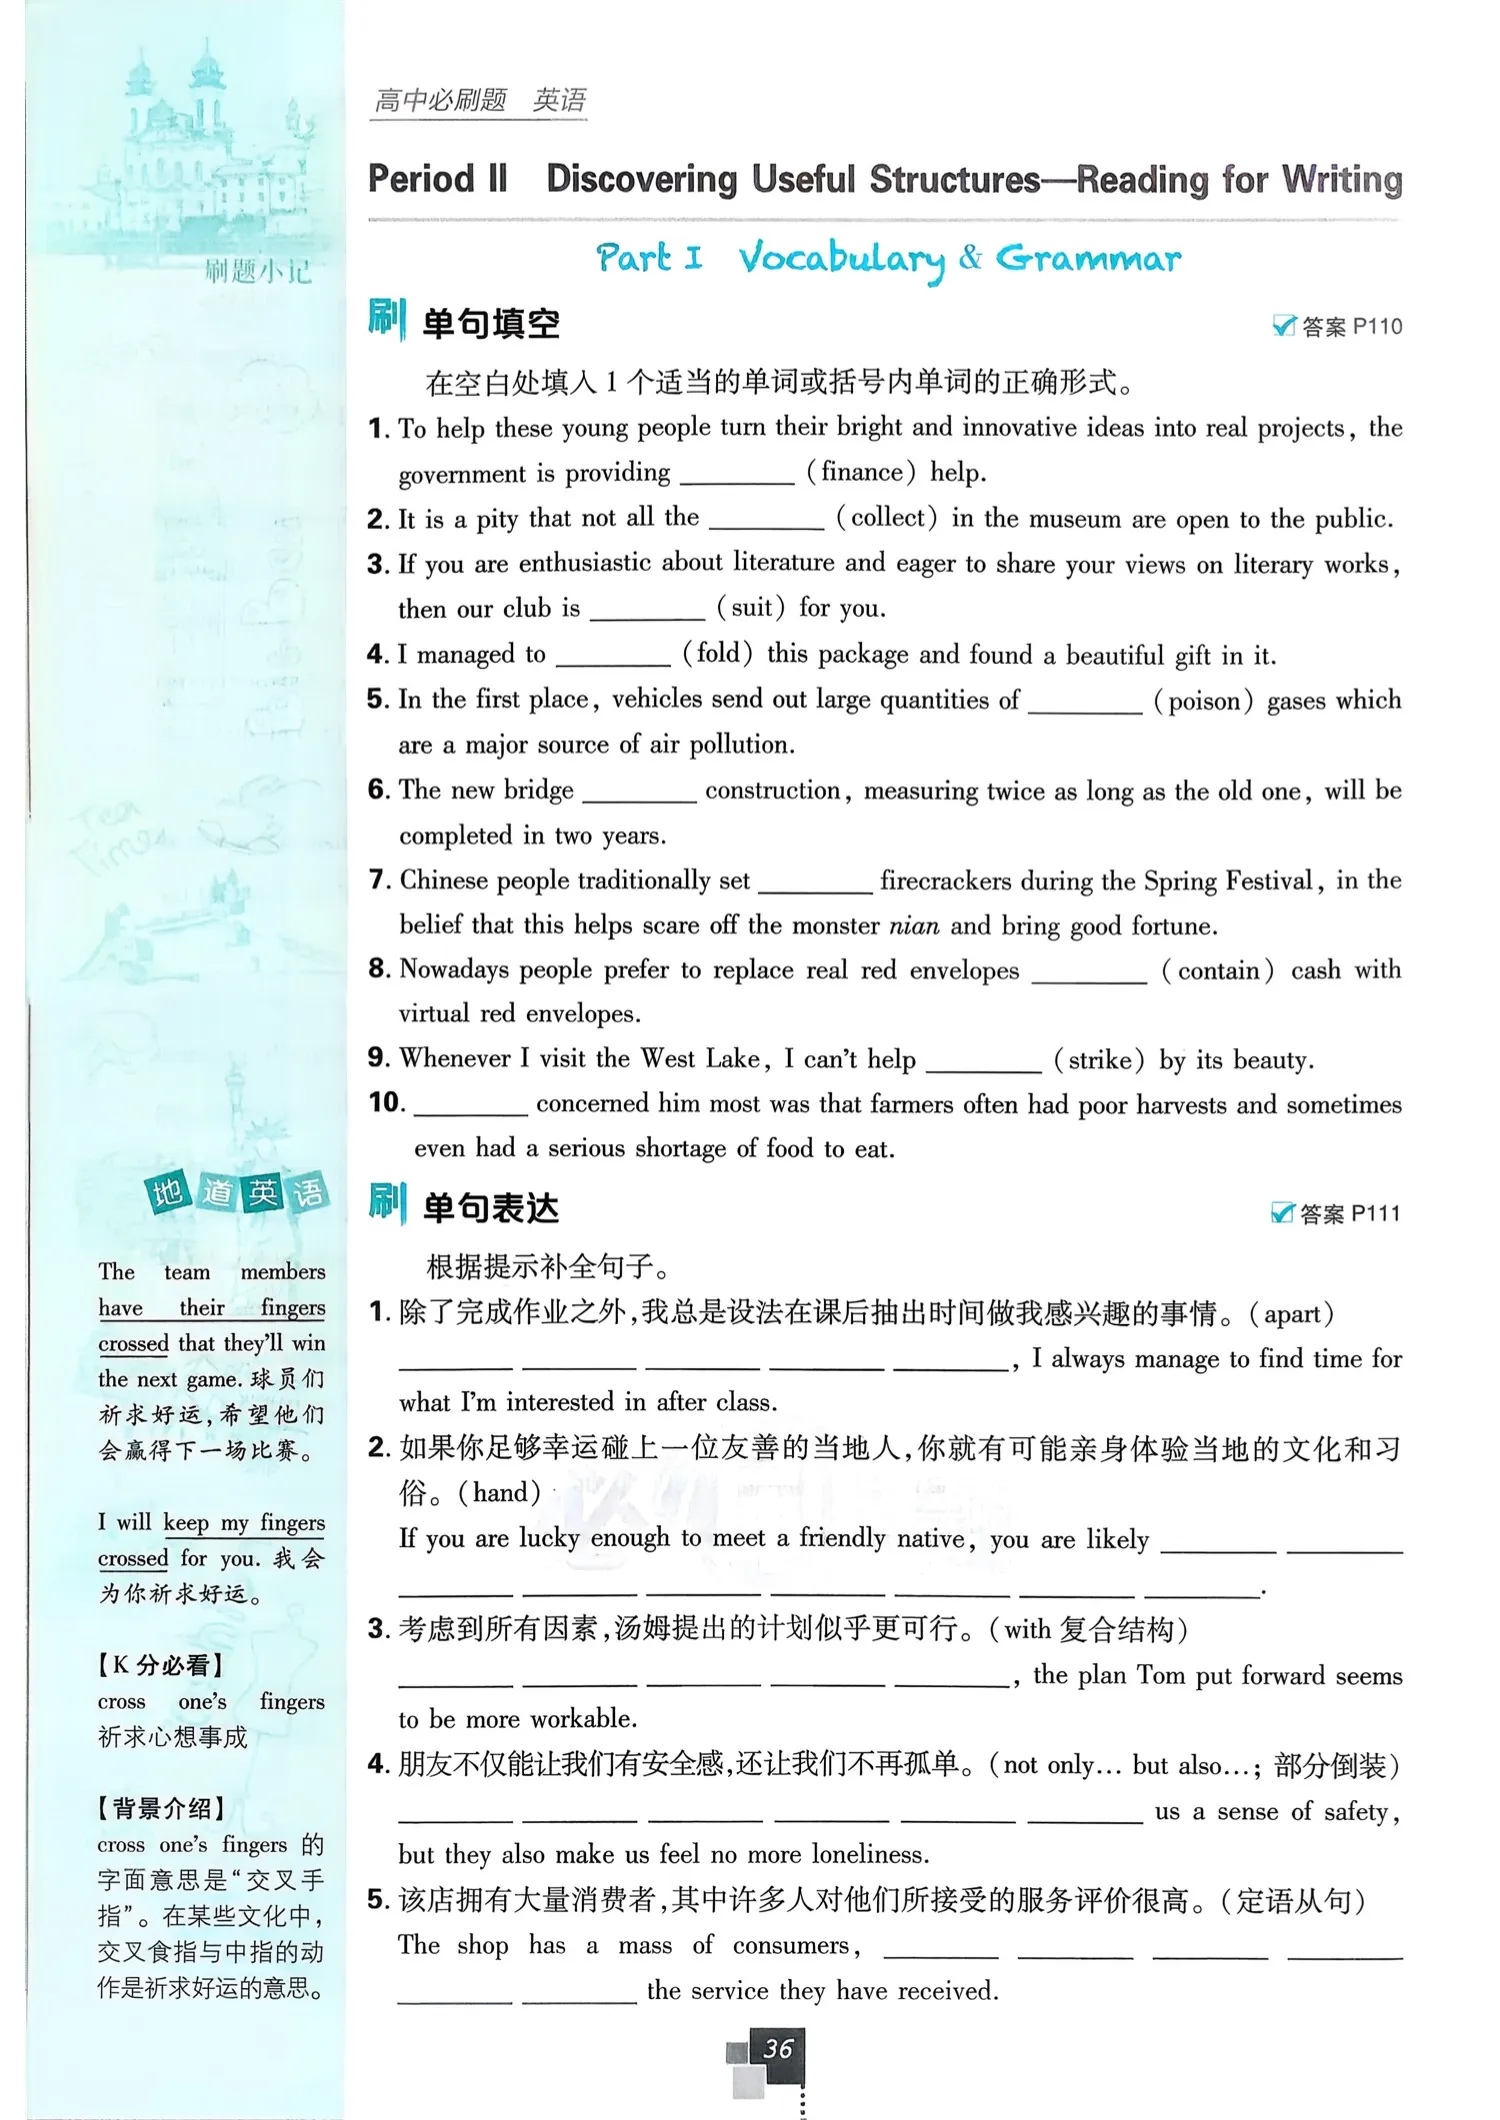 高中必刷题 英语
Period II Discovering Useful Structures—Reading for Writing
Part I Vocabulary & Grammar
刷题小记
刷 单句填空
答案 P110
在空白处填入1个适当的单词或括号内单词的正确形式。
1. To help these young people turn their bright and innovative ideas into real projects, the
government is providing ________ (finance) help.
2. It is a pity that not all the ________ (collect) in the museum are open to the public.
3. If you are enthusiastic about literature and eager to share your views on literary works,
then our club is ________ (suit) for you.
4. I managed to ________ (fold) this package and found a beautiful gift in it.
5. In the first place, vehicles send out large quantities of ________ (poison) gases which
are a major source of air pollution.
6. The new bridge ________ construction, measuring twice as long as the old one, will be
completed in two years.
7. Chinese people traditionally set ________ firecrackers during the Spring Festival, in the
belief that this helps scare off the monster nian and bring good fortune.
8. Nowadays people prefer to replace real red envelopes ________ (contain) cash with
virtual red envelopes.
9. Whenever I visit the West Lake, I can't help ________ (strike) by its beauty.
10. ________ concerned him most was that farmers often had poor harvests and sometimes
even had a serious shortage of food to eat.
刷 单句表达
答案 P111
根据提示补全句子。
1. 除了完成作业之外,我总是设法在课后抽出时间做我感兴趣的事情。(apart)
________ ________ ________ ________ ________, I always manage to find time for
what I'm interested in after class.
2. 如果你足够幸运碰上一位友善的当地人,你就有可能亲身体验当地的文化和习
俗。(hand)
If you are lucky enough to meet a friendly native, you are likely ________ ________
________ ________ ________ ________ ________ ________ ________.
3. 考虑到所有因素,汤姆提出的计划似乎更可行。(with 复合结构)
________ ________ ________ ________ ________, the plan Tom put forward seems
to be more workable.
4. 朋友不仅能让我们有安全感,还让我们不再孤单。(not only… but also…; 部分倒装)
________ ________ ________ ________ ________ ________ us a sense of safety,
but they also make us feel no more loneliness.
5. 该店拥有大量消费者,其中许多人对他们所接受的服务评价很高。(定语从句)
The shop has a mass of consumers, ________ ________ ________ ________
________ ________ the service they have received.
地道英语
The team members
have their fingers
crossed that they'll win
the next game. 球员们
祈求好运,希望他们
会赢得下一场比赛。
I will keep my fingers
crossed for you. 我会
为你祈求好运。
【K 分必看】
cross one's fingers
祈求心想事成
【背景介绍】
cross one's fingers 的
字面意思是“交叉手
指”。在某些文化中,
交叉食指与中指的动
作是祈求好运的意思。
36